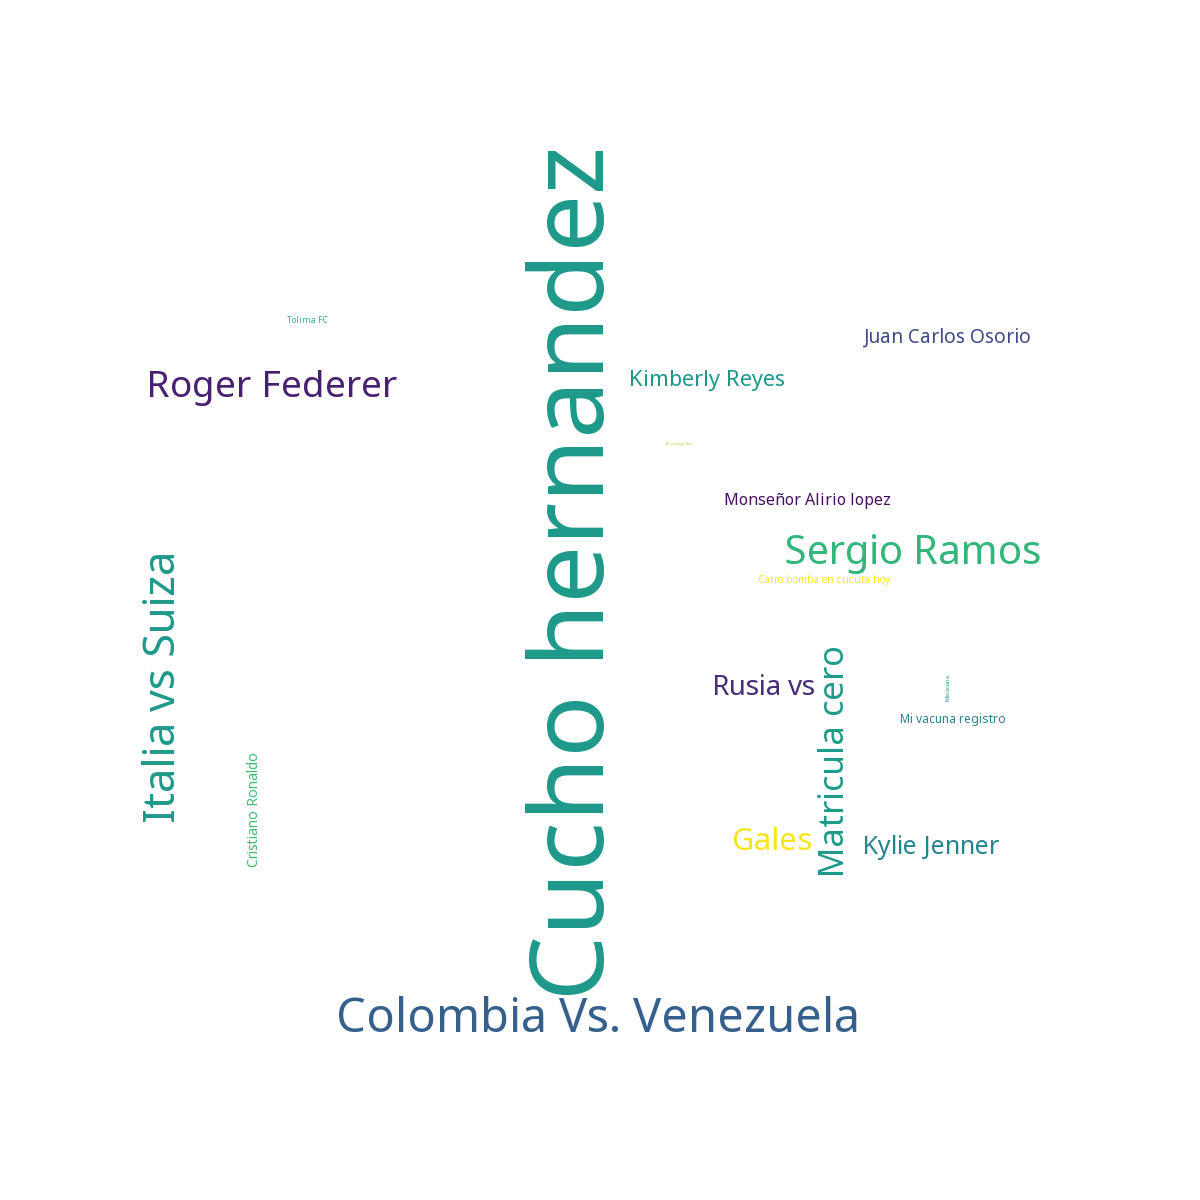 Cucho hernandez
Tolima FC
Juan Carlos Osorio
Roger Federer
Kimberly Reyes
Monseñor Alirio lopez
Sergio Ramos
Carro bomba en cucuta hoy
Italia vs Suiza
Rusia vs
Matricula cero
Mivacuna
Mi vacuna registro
Cristiano Ronaldo
Gales
Kylie Jenner
Colombia Vs. Venezuela